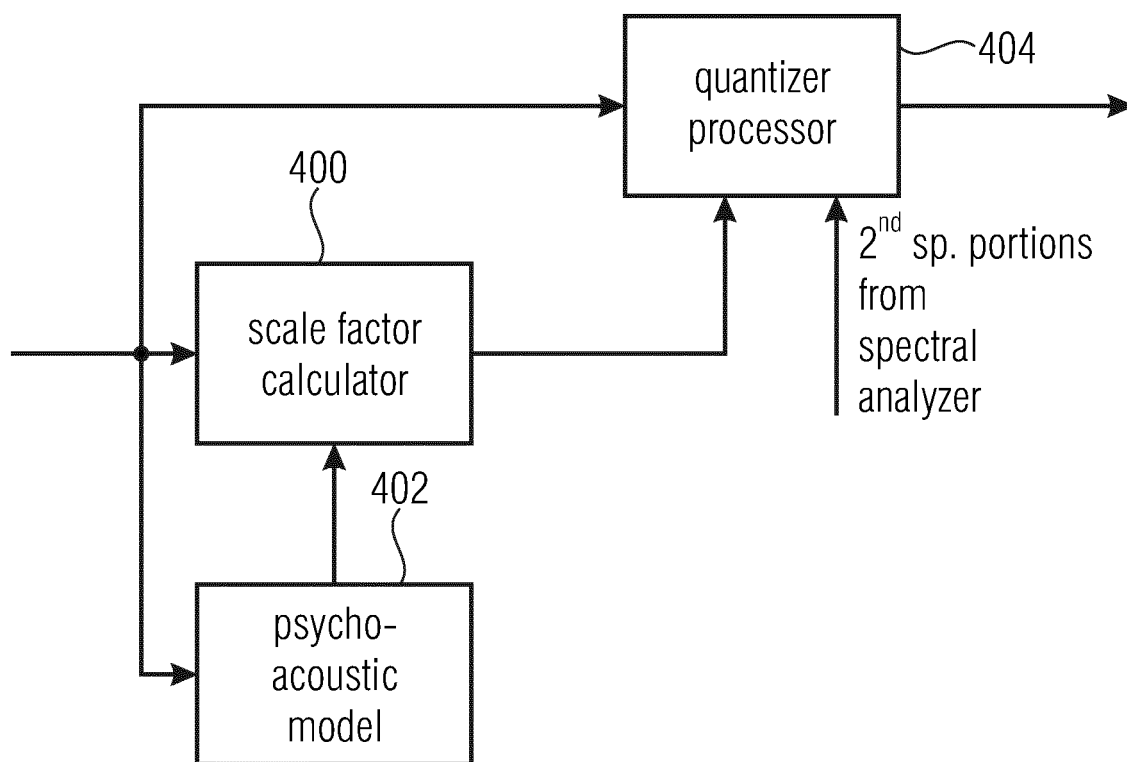 404
quantizer
processor
400
2nd sp. portions
from
spectral
analyzer
scale factor
calculator
402
psycho-
acoustic
model